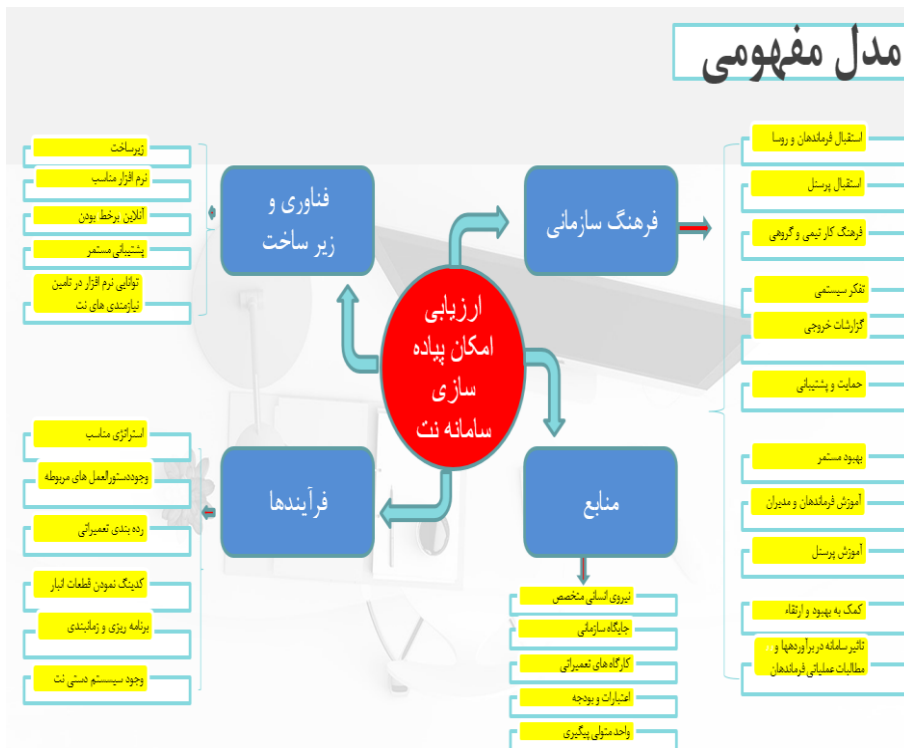 مدل مفهومی
استقبال فرماندهان و روسا
استقبال پرسنل
فرهنگ کار تیمی و گروهی
تفکر سیستمی
گزارشات خروجی
حمایت و پشتیبانی
بهبود مستمر
آموزش فرماندهان و مدیران
آموزش پرسنل
کمک به بهبود و ارتقاء
تاثیر سامانه در برآوردهها و
مطالبات عملیاتی فرماندهان
فرهنگ سازمانی
منابع
نیروی انسانی متخصص
جایگاه سازمانی
کارگاه های تعمیراتی
اعتبارات و بودجه
واحد متولی پیگیری
ارزیابی
امکان پیاده
سازی
سامانه نت
فناوری و
زیر ساخت
زیرساخت
نرم افزار مناسب
آنلاین برخط بودن
پشتیبانی مستمر
توانایی نرم افزار در تامین
نیازمندی های نت
فرآیندها
استراتژی مناسب
وجوددستورالعمل های مربوطه
رده بندی تعمیراتی
کدینگ نمودن قطعات انبار
برنامه ریزی و زمانبندی
وجود سیسستم دستی نت